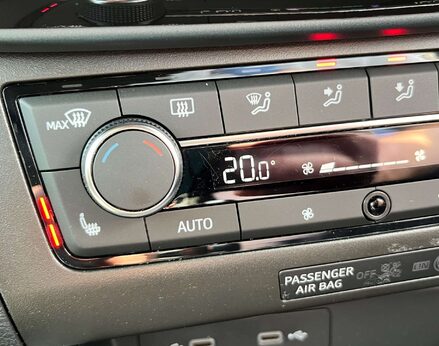 MAX
20.0°
AUTO
PASSENGER
AIR BAG
OFF